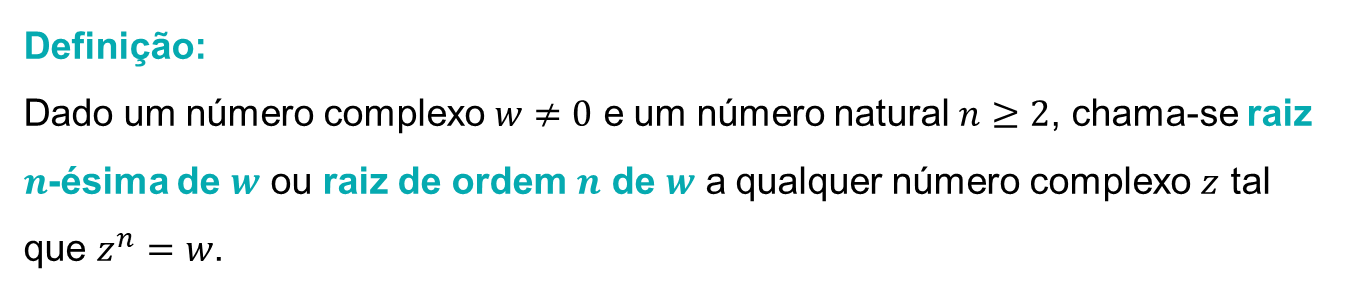 Definição:
Dado um número complexo w ≠ 0 e um número natural n ≥ 2, chama-se raiz
n-ésima de w ou raiz de ordem n de w a qualquer número complexo z tal
que zⁿ = w.